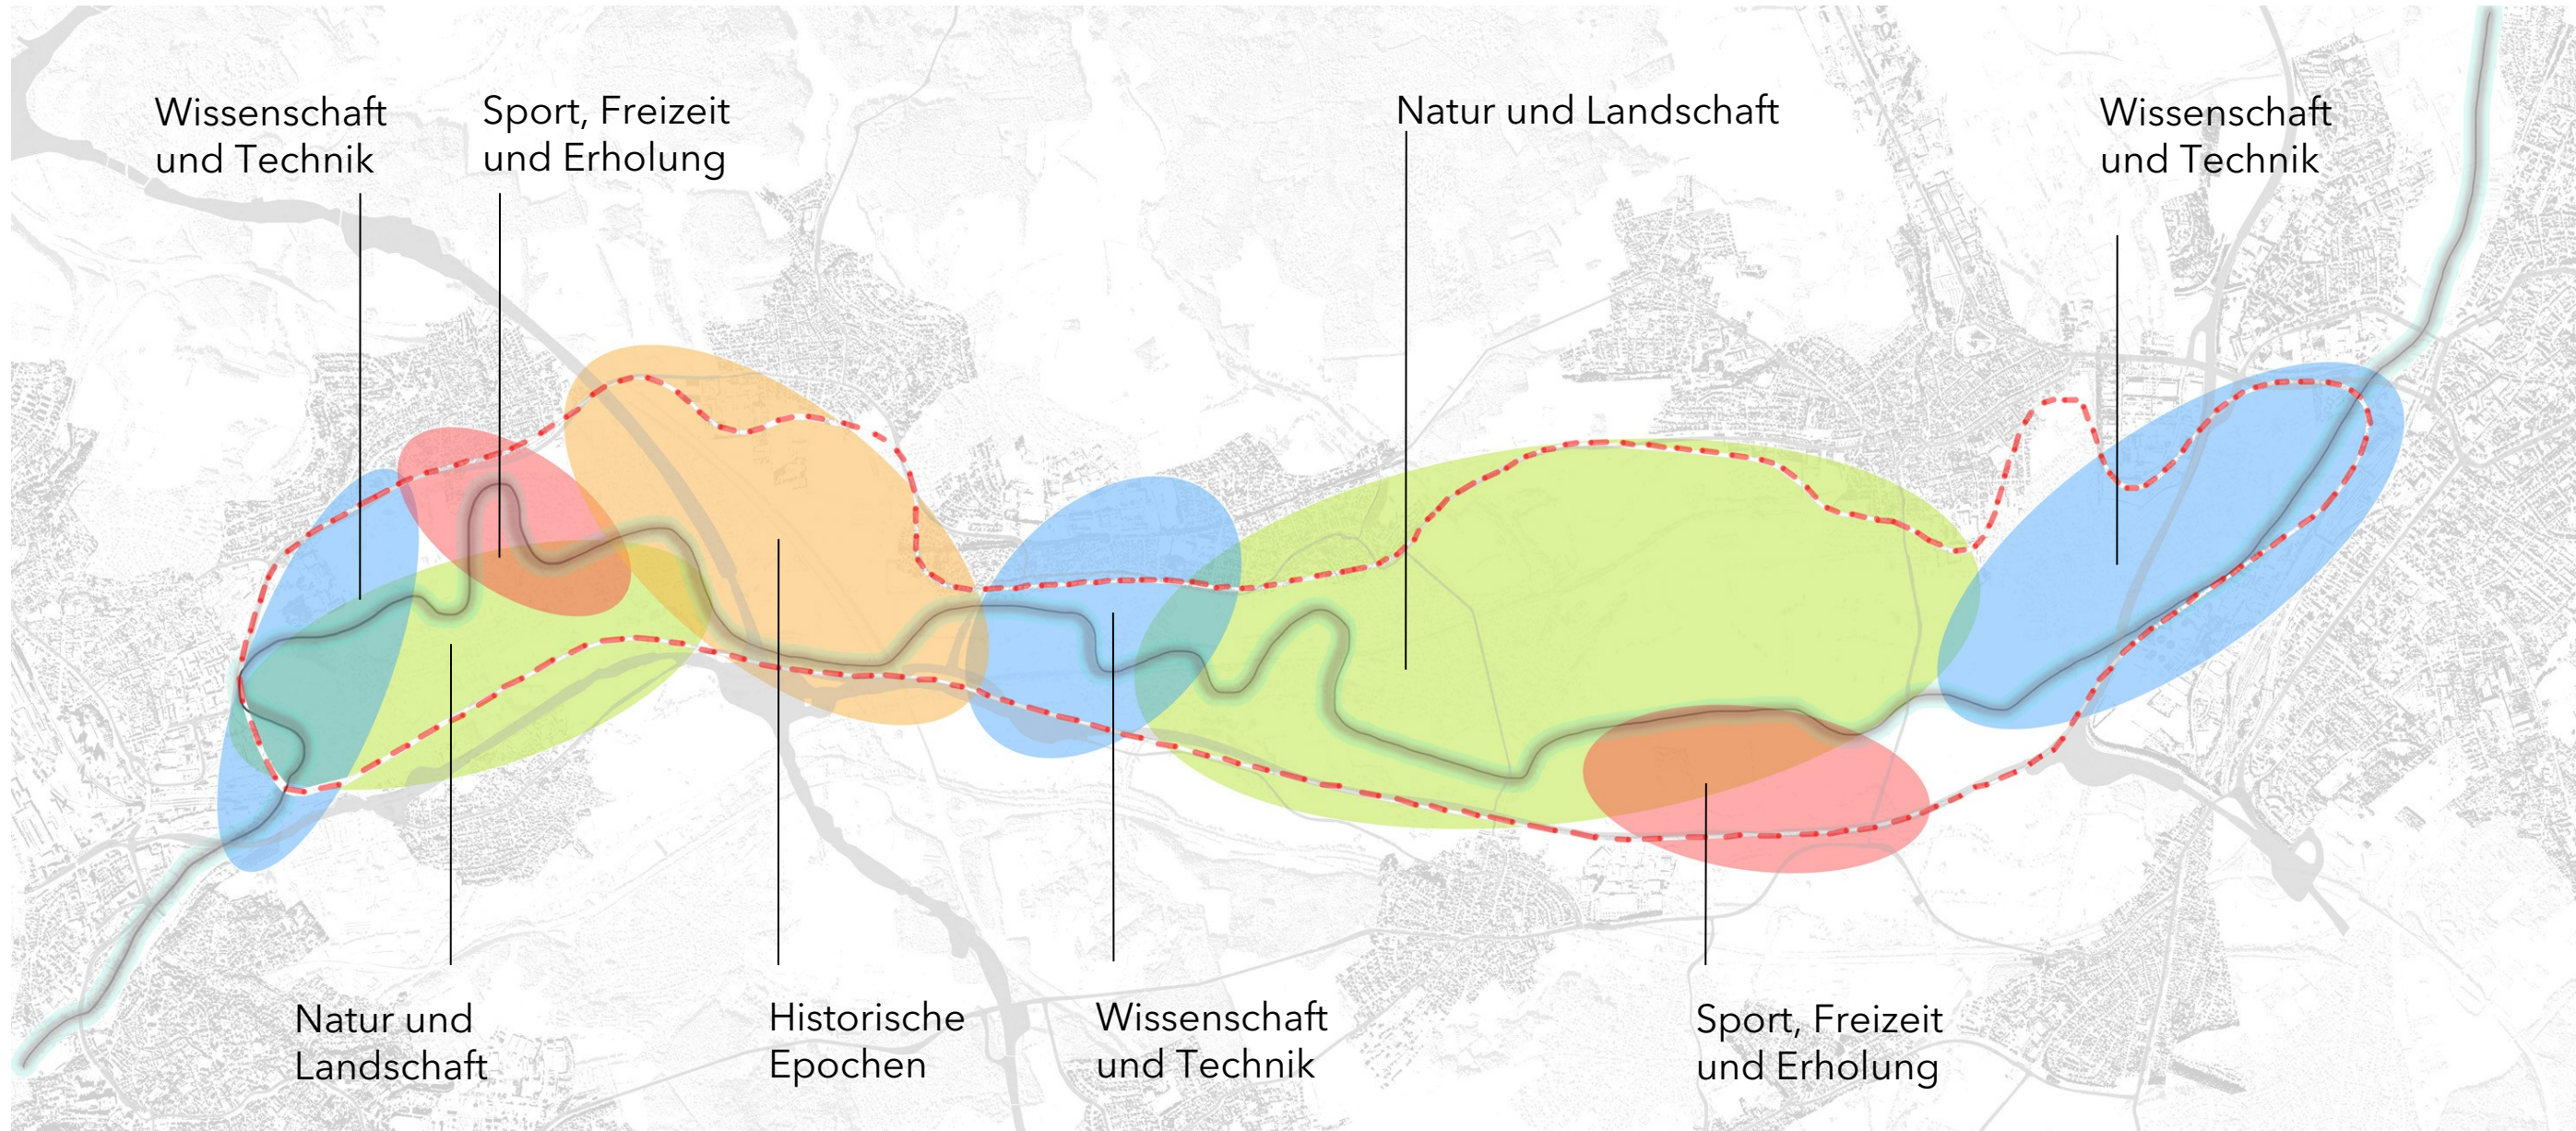 Wissenschaft
und Technik
Sport, Freizeit
und Erholung
Natur und Landschaft
Wissenschaft
und Technik
Natur und
Landschaft
Historische
Epochen
Wissenschaft
und Technik
Sport, Freizeit
und Erholung